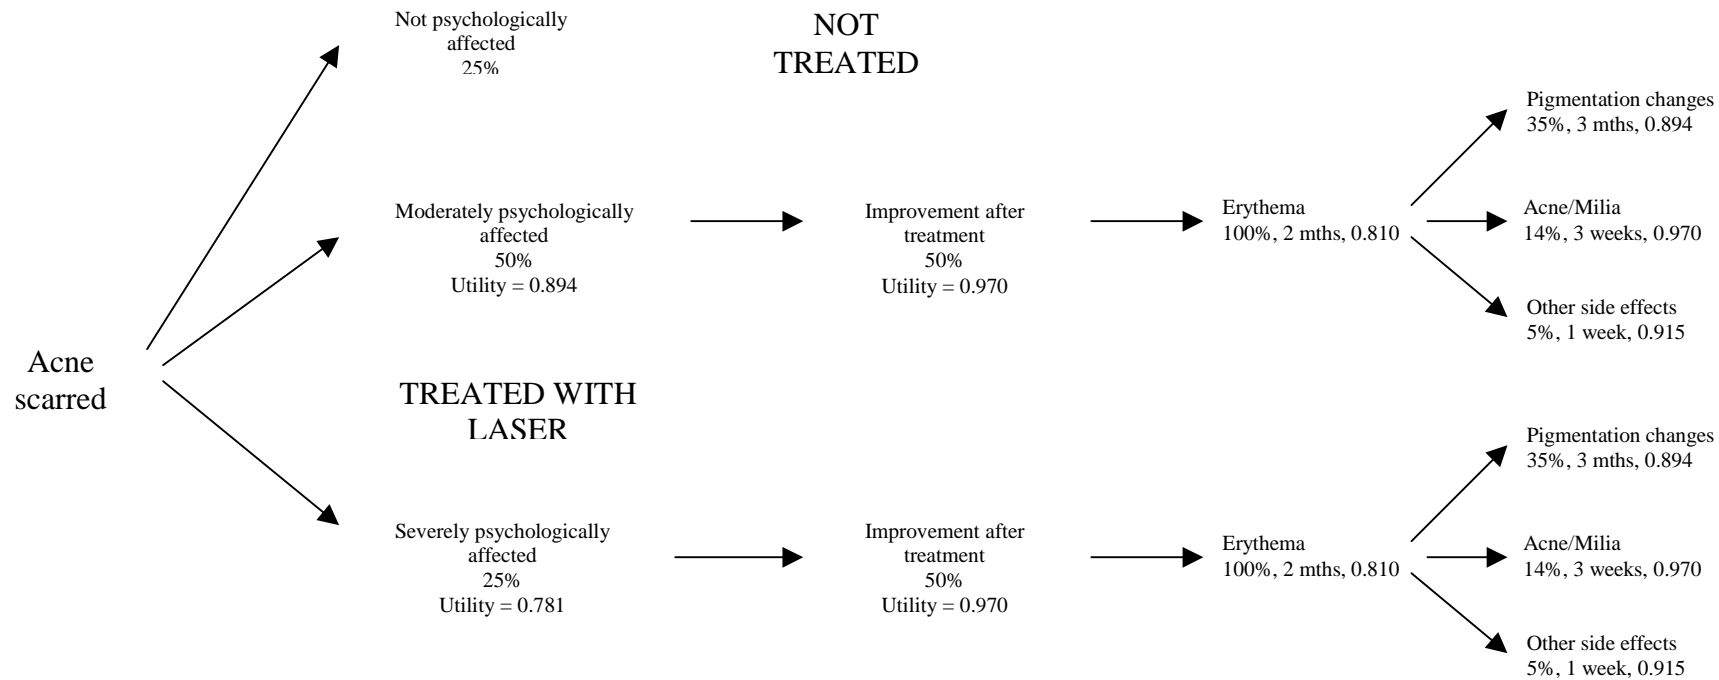 Not psychologically
affected
25%
NOT
TREATED
Pigmentation changes
35%, 3 mths, 0.894
Moderately psychologically
affected
50%
Utility = 0.894
Improvement after
treatment
50%
Utility = 0.970
Erythema
100%, 2 mths, 0.810
Acne/Milia
14%, 3 weeks, 0.970
Other side effects
5%, 1 week, 0.915
Acne
scarred
TREATED WITH
LASER
Pigmentation changes
35%, 3 mths, 0.894
Severely psychologically
affected
25%
Utility = 0.781
Improvement after
treatment
50%
Utility = 0.970
Erythema
100%, 2 mths, 0.810
Acne/Milia
14%, 3 weeks, 0.970
Other side effects
5%, 1 week, 0.915